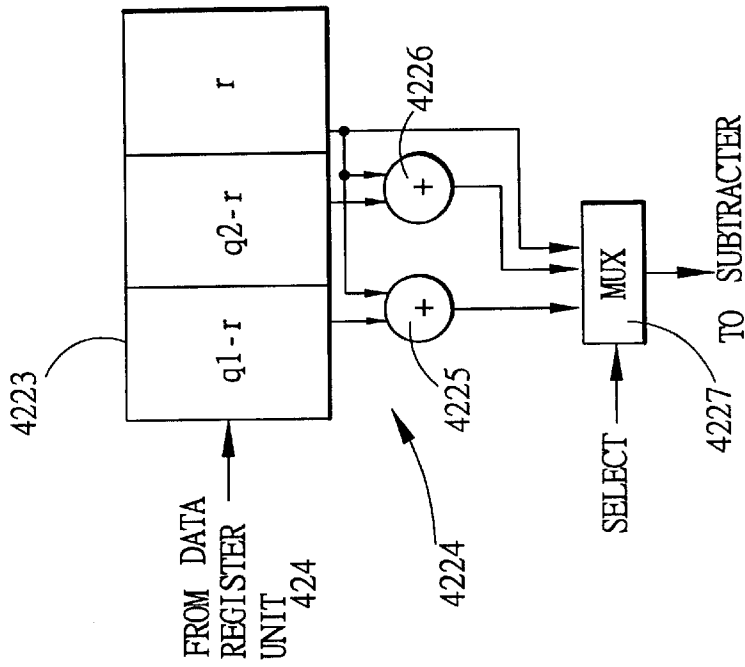 4223
q1-r
q2-r
r
FROM DATA
REGISTER
UNIT 424
4224
+
4225
+
4226
SELECT
MUX
4227
TO SUBTRACTER